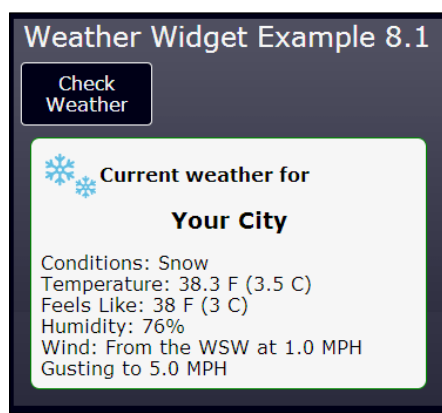 Weather Widget Example 8.1
Check
Weather
Current weather for
Your City
Conditions: Snow
Temperature: 38.3 F (3.5 C)
Feels Like: 38 F (3 C)
Humidity: 76%
Wind: From the WSW at 1.0 MPH
Gusting to 5.0 MPH